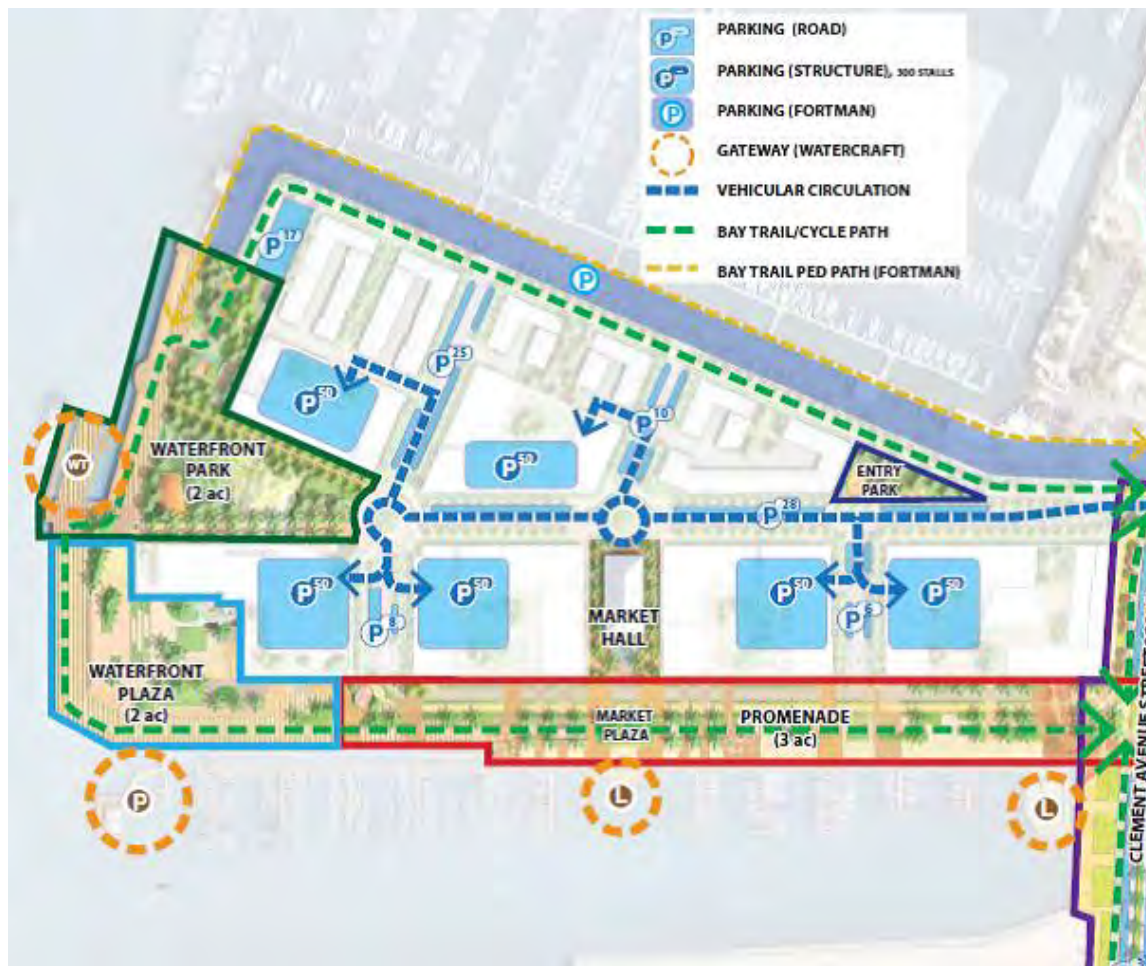 P
PARKING (ROAD)
P
PARKING (STRUCTURE), 300 STALLS
P
PARKING (FORTMAN)
GATEWAY (WATERCRAFT)
VEHICULAR CIRCULATION
BAY TRAIL/CYCLE PATH
BAY TRAIL PED PATH (FORTMAN)
P 17
P
P 25
P 50
P 10
WT
WATERFRONT
PARK
(2 ac)
P 50
ENTRY
PARK
P 28
P 50
P 50
P 50
P 50
P 8
P 6
MARKET
HALL
WATERFRONT
PLAZA
(2 ac)
MARKET
PLAZA
PROMENADE
(3 ac)
P
L
L
CLEMENT AVENUE